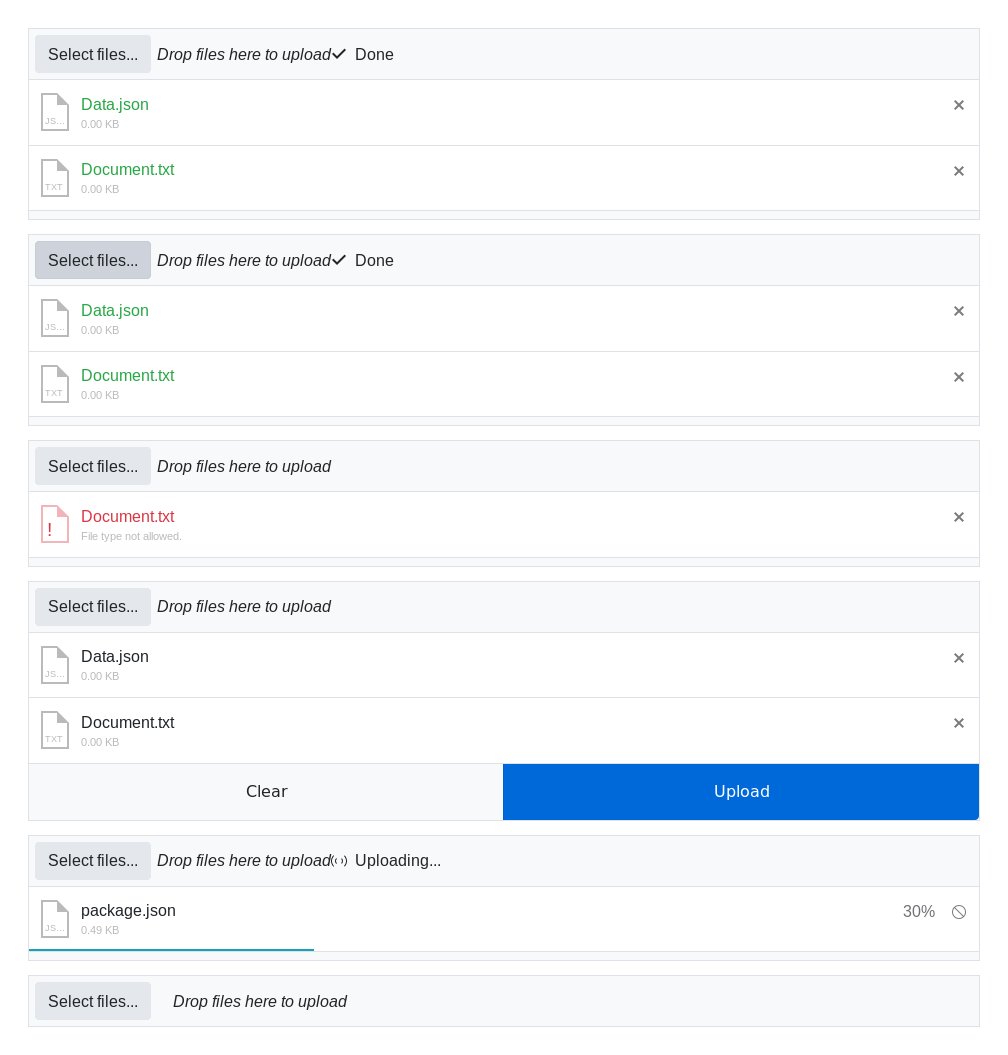 Select files... Drop files here to upload Done
JS... Data.json
0.00 KB
TXT Document.txt
0.00 KB
Select files... Drop files here to upload Done
JS... Data.json
0.00 KB
TXT Document.txt
0.00 KB
Select files... Drop files here to upload
! Document.txt
File type not allowed.
Select files... Drop files here to upload
JS... Data.json
0.00 KB
TXT Document.txt
0.00 KB
Clear Upload
Select files... Drop files here to upload Uploading...
JS... package.json 30%
0.49 KB
Select files... Drop files here to upload